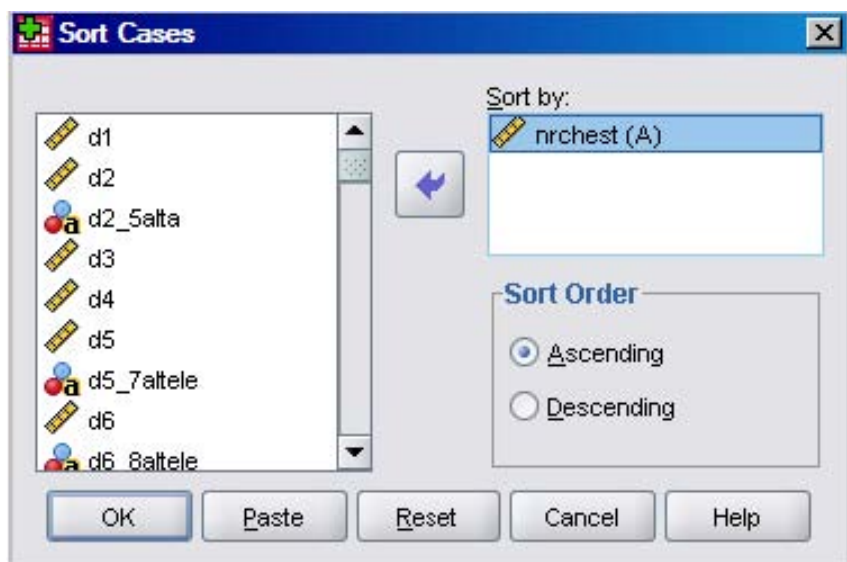 Sort Cases
Sort by:
d1
d2
d2_5alta
d3
d4
d5
d5_7altele
d6
d6_8altele
nrchest (A)
Sort Order
Ascending
Descending
OK
Paste
Reset
Cancel
Help